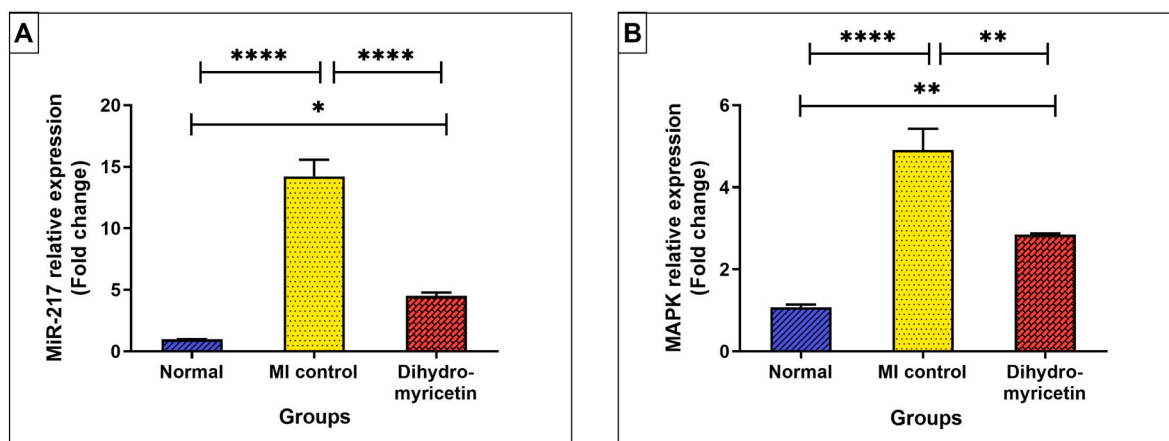 A
****
****
*
MiR-217 relative expression
(Fold change)
20
15
10
5
0
Normal
MI control
Dihydro-
myricetin
Groups
B
****
**
**
MAPK relative expression
(Fold change)
6
4
2
0
Normal
MI control
Dihydro-
myricetin
Groups